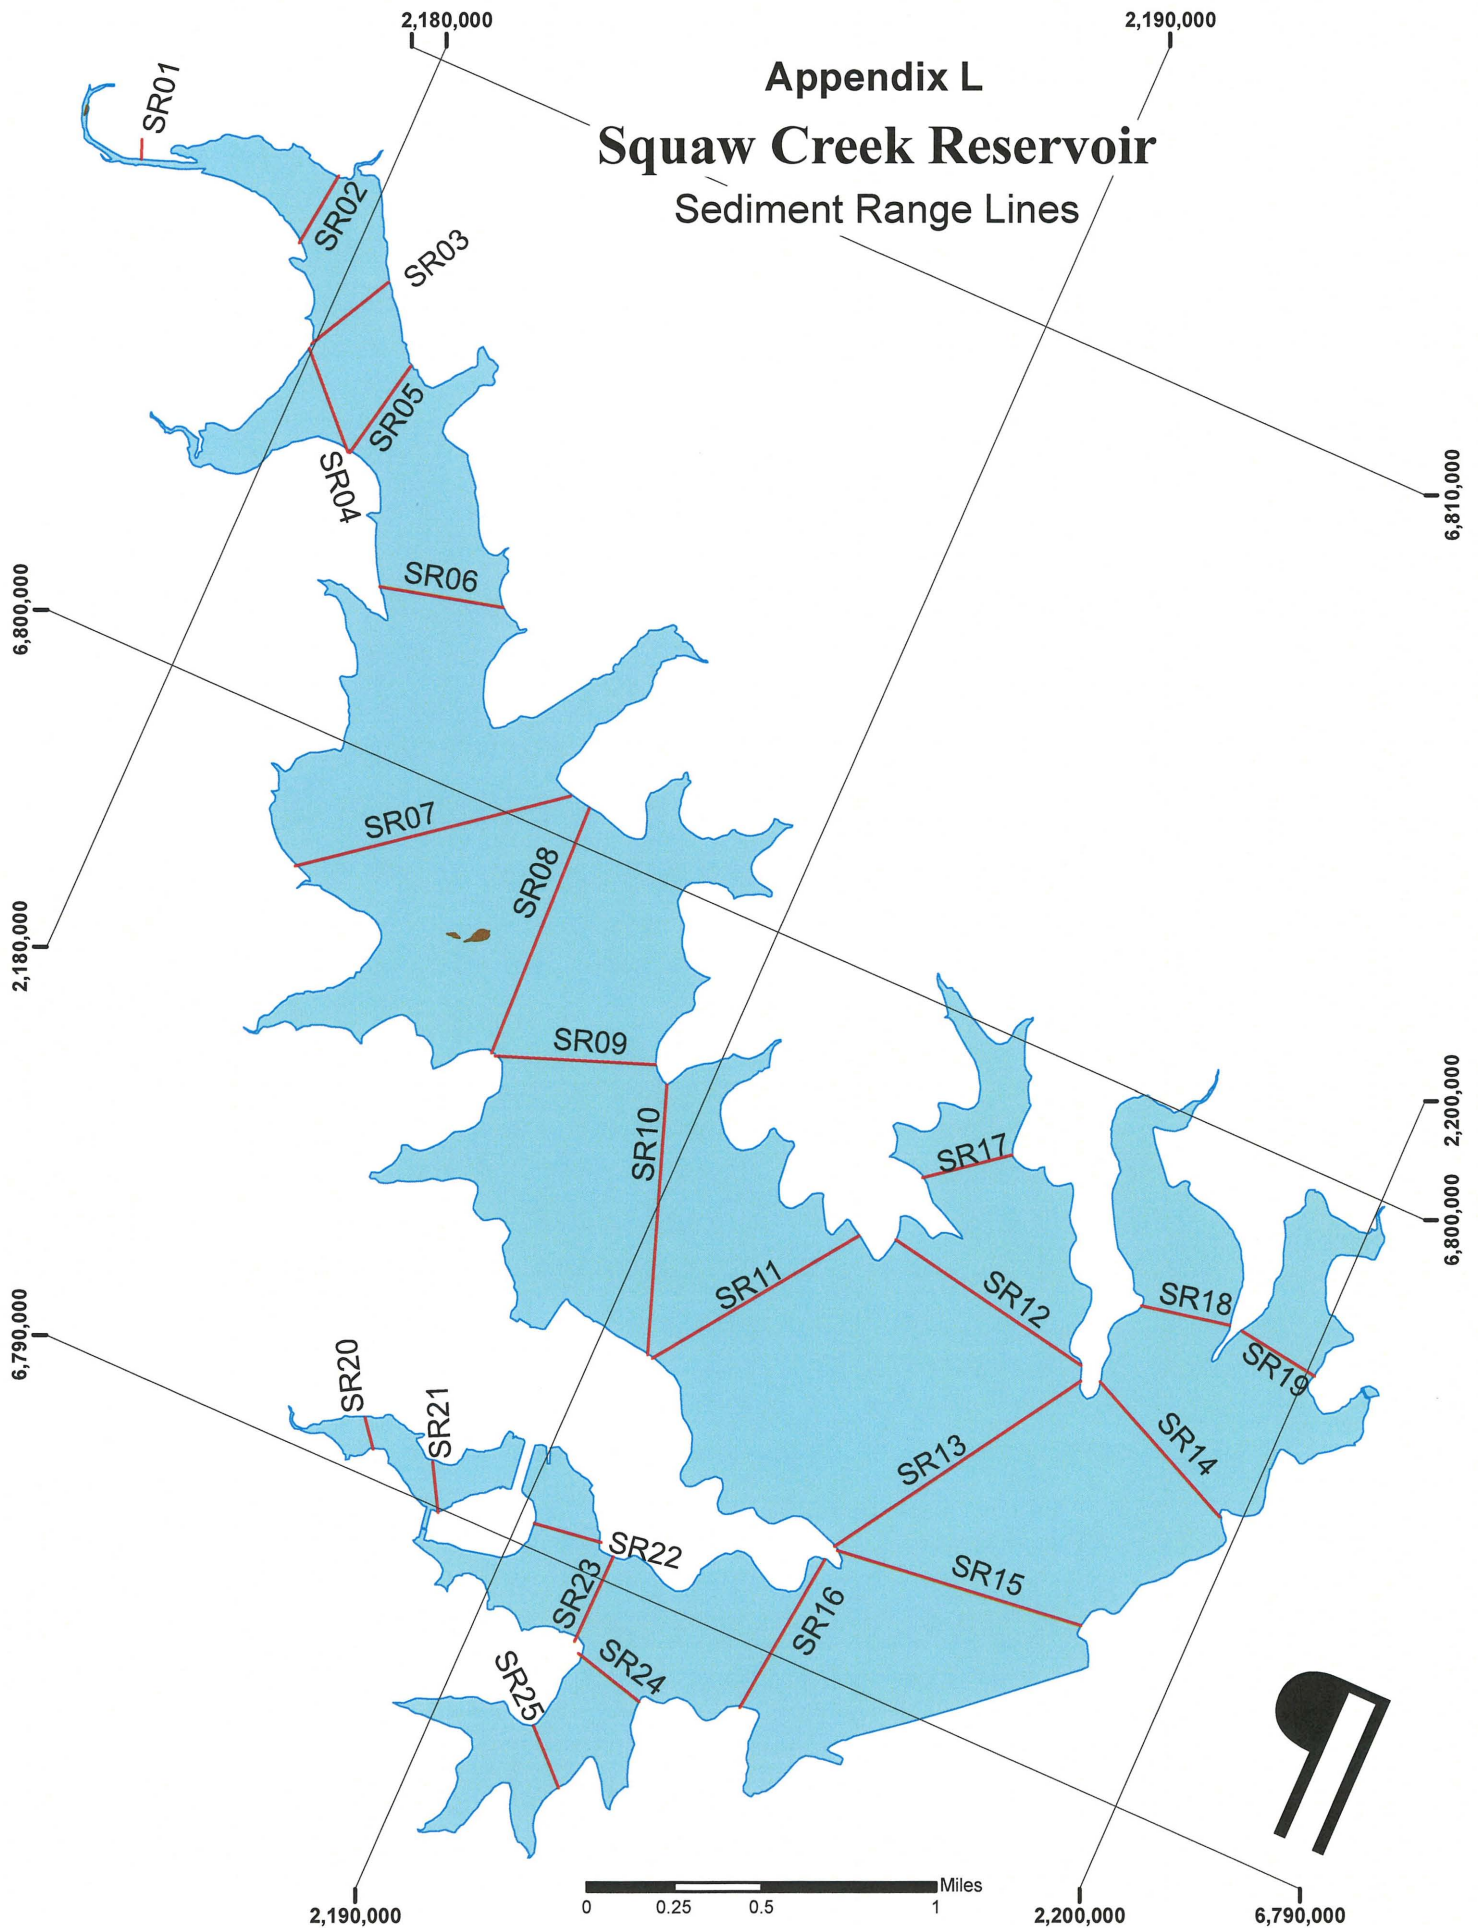 2,180,000
2,190,000
Appendix L
Squaw Creek Reservoir
Sediment Range Lines
SR01
SR02
SR03
SR05
SR04
6,810,000
SR06
6,800,000
SR07
SR08
2,180,000
SR09
SR10
2,200,000
SR17
6,800,000
SR11
SR12
SR18
SR19
6,790,000
SR20
SR21
SR13
SR14
SR22
SR23
SR15
SR16
SR24
SR25
¶
Miles
0 0.25 0.5 1
2,190,000
2,200,000
6,790,000